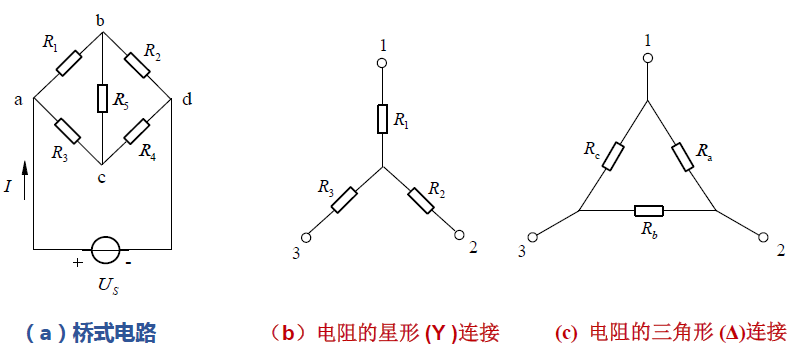 b
R1
R2
a
R5
d
R3
R4
c
I
+
-
US
(a)桥式电路
1
R1
R3
R2
3
2
(b)电阻的星形(Y )连接
1
Rc
Ra
Rb
3
2
(c) 电阻的三角形(Δ)连接